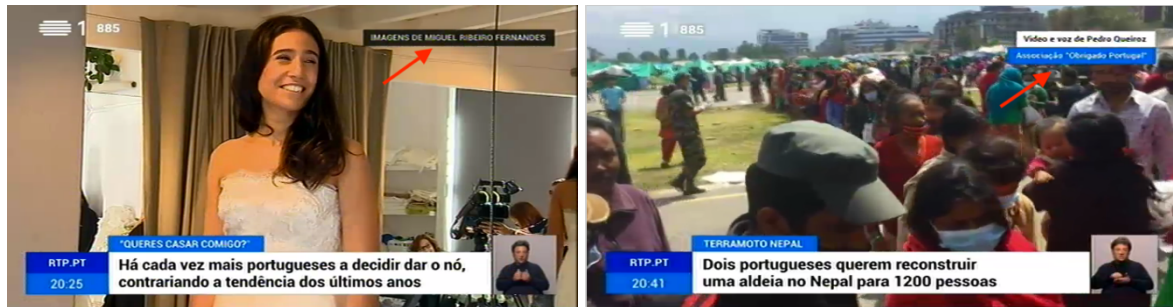 1 885
IMAGENS DE MIGUEL RIBEIRO FERNANDES
"QUERES CASAR COMIGO?"
RTP.PT
20:25
Há cada vez mais portugueses a decidir dar o nó,
contrariando a tendência dos últimos anos
1 885
Video e voz de Pedro Queiroz
Associação "Obrigado Portugal"
TERRAMOTO NEPAL
RTP.PT
20:41
Dois portugueses querem reconstruir
uma aldeia no Nepal para 1200 pessoas